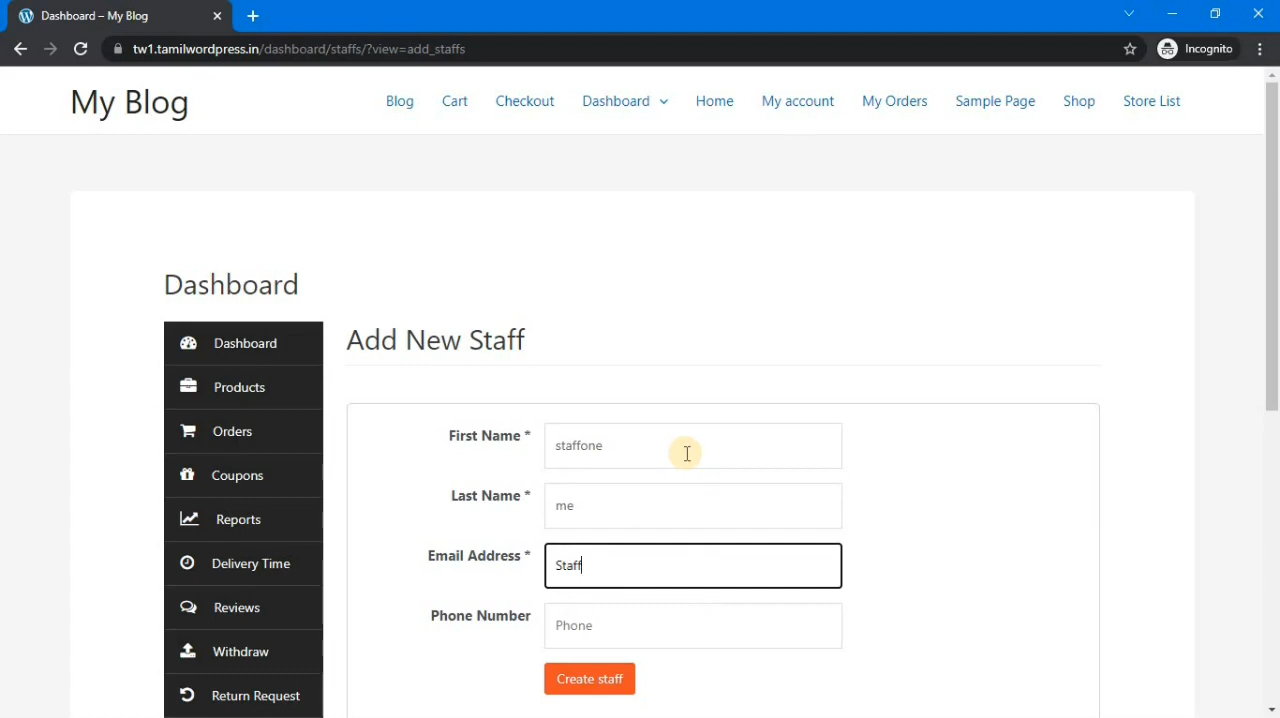 Dashboard – My Blog
tw1.tamilwordpress.in/dashboard/staffs/?view=add_staffs
Incognito
My Blog
Blog
Cart
Checkout
Dashboard
Home
My account
My Orders
Sample Page
Shop
Store List
Dashboard
Dashboard
Products
Orders
Coupons
Reports
Delivery Time
Reviews
Withdraw
Return Request
Add New Staff
First Name *
staffone
Last Name *
me
Email Address *
Staff
Phone Number
Phone
Create staff